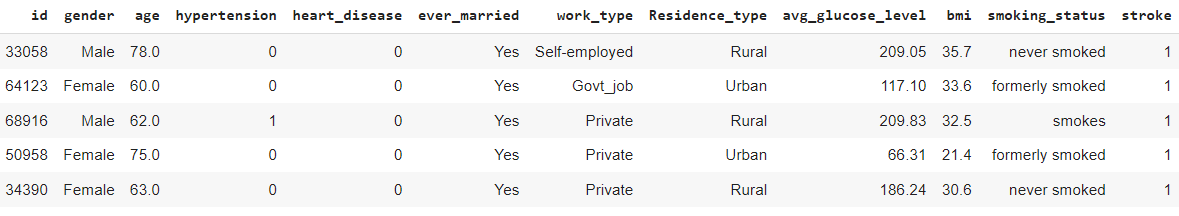 id gender age hypertension heart_disease ever_married work_type Residence_type avg_glucose_level bmi smoking_status stroke
33058 Male 78.0 0 0 Yes Self-employed Rural 209.05 35.7 never smoked 1
64123 Female 60.0 0 0 Yes Govt_job Urban 117.10 33.6 formerly smoked 1
68916 Male 62.0 1 0 Yes Private Rural 209.83 32.5 smokes 1
50958 Female 75.0 0 0 Yes Private Urban 66.31 21.4 formerly smoked 1
34390 Female 63.0 0 0 Yes Private Rural 186.24 30.6 never smoked 1